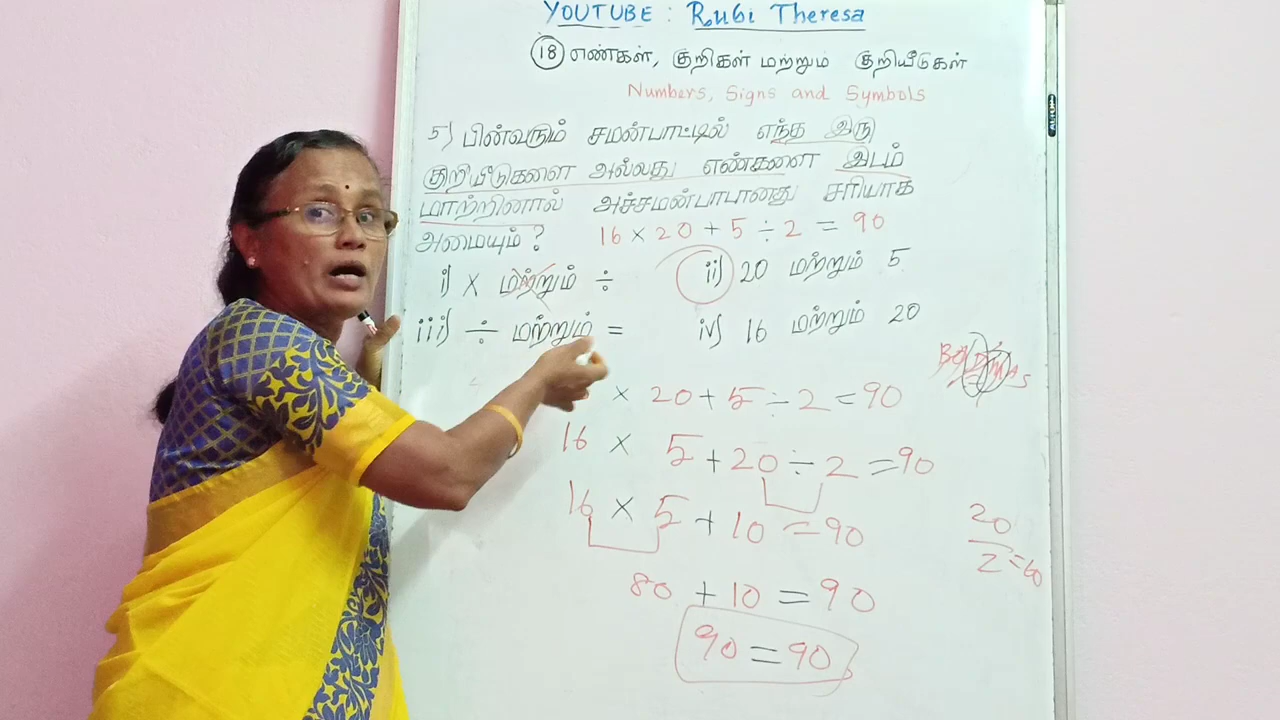 YOUTUBE : Rubi Theresa
18 எண்கள், குறிகள் மற்றும் குறியீடுகள்
Numbers, Signs and Symbols
5) பின்வரும் சமன்பாட்டில் எந்த இரு
குறியீடுகளை அல்லது எண்களை இடம்
மாற்றினால் அச்சமன்பாடானது சரியாக
அமையும் ? 16 × 20 + 5 ÷ 2 = 90
i) × மற்றும் ÷ ii) 20 மற்றும் 5
iii) ÷ மற்றும் = iv) 16 மற்றும் 20
× 20 + 5 ÷ 2 = 90
16 × 5 + 20 ÷ 2 = 90
16 × 5 + 10 = 90
20
2
80 + 10 = 90
90 = 90